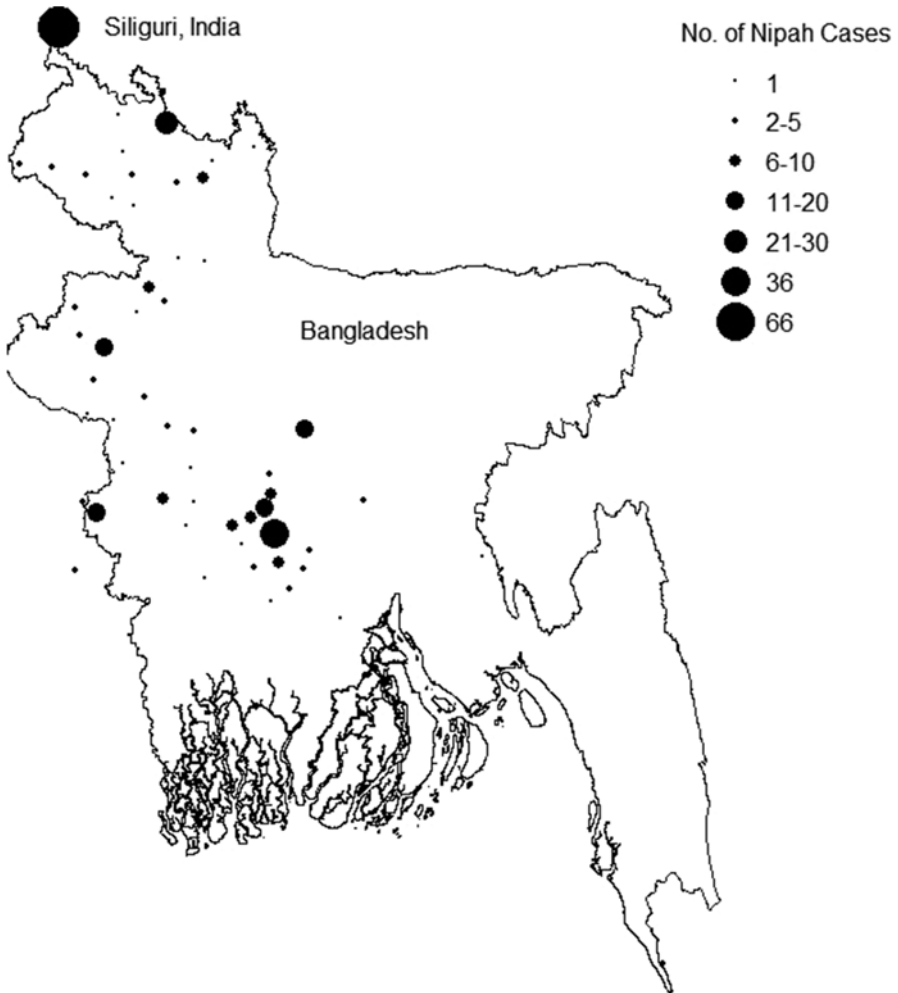 Siliguri, India
No. of Nipah Cases
1
2-5
6-10
11-20
21-30
36
66
Bangladesh